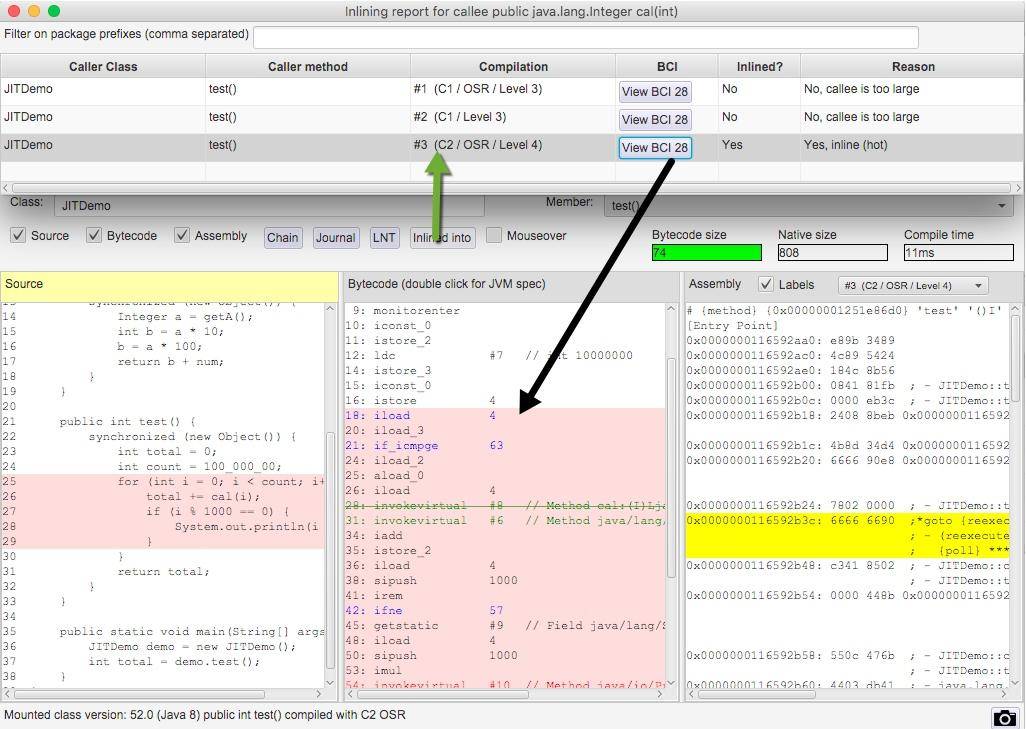 Inlining report for callee public java.lang.Integer cal(int)
Filter on package prefixes (comma separated)
Caller Class Caller method Compilation BCI Inlined? Reason
JITDemo test() #1 (C1 / OSR / Level 3) View BCI 28 No No, callee is too large
JITDemo test() #2 (C1 / Level 3) View BCI 28 No No, callee is too large
JITDemo test() #3 (C2 / OSR / Level 4) View BCI 28 Yes Yes, inline (hot)
Class: JITDemo Member: test()
Source Bytecode Assembly Chain Journal LNT Inlined into Mouseover
Bytecode size Native size Compile time
74 808 11ms
Source
14 Integer a = getA();
15 int b = a * 10;
16 b = a * 100;
17 return b + num;
18 }
19 }
20
21 public int test() {
22 synchronized (new Object()) {
23 int total = 0;
24 int count = 100_000_00;
25 for (int i = 0; i < count; i+
26 total += cal(i);
27 if (i % 1000 == 0) {
28 System.out.println(i
29 }
30 }
31 return total;
32 }
33 }
34
35 public static void main(String[] args
36 JITDemo demo = new JITDemo();
37 int total = demo.test();
38 }
Bytecode (double click for JVM spec)
9: monitorenter
10: iconst_0
11: istore_2
12: ldc #7 // int 10000000
14: istore_3
15: iconst_0
16: istore 4
18: iload 4
20: iload_3
21: if_icmpge 63
24: iload_2
25: aload_0
26: iload 4
28: invokevirtual #8 // Method cal:(I)Lj
31: invokevirtual #6 // Method java/lang/
34: iadd
35: istore_2
36: iload 4
38: sipush 1000
41: irem
42: ifne 57
45: getstatic #9 // Field java/lang/S
48: iload 4
50: sipush 1000
53: imul
54: invokevirtual #10 // Method java/io/P
Assembly Labels #3 (C2 / OSR / Level 4)
# {method} {0x00000001251e86d0} 'test' '()I'
[Entry Point]
0x0000000116592aa0: e89b 3489
0x0000000116592ac0: 4c89 5424
0x0000000116592ae0: 184c 8b56
0x0000000116592b00: 0841 81fb ; - JITDemo::t
0x0000000116592b0c: 0000 eb3c ; - JITDemo::t
0x0000000116592b18: 2408 8beb 0x0000000116592
0x0000000116592b1c: 4b8d 34d4 0x0000000116592
0x0000000116592b20: 6666 90e8 0x0000000116592
0x0000000116592b24: 7802 0000 ; - JITDemo::t
0x0000000116592b3c: 6666 6690 ;*goto {reexec
; - (reexecute
; {poll} ***
0x0000000116592b48: c341 8502 ; - JITDemo::c
; - JITDemo::t
0x0000000116592b54: 0000 448b 0x0000000116592
0x0000000116592b58: 550c 476b ; - JITDemo::c
; - JITDemo::t
0x0000000116592b60: 4403 db41 ; - java.lang.
Mounted class version: 52.0 (Java 8) public int test() compiled with C2 OSR